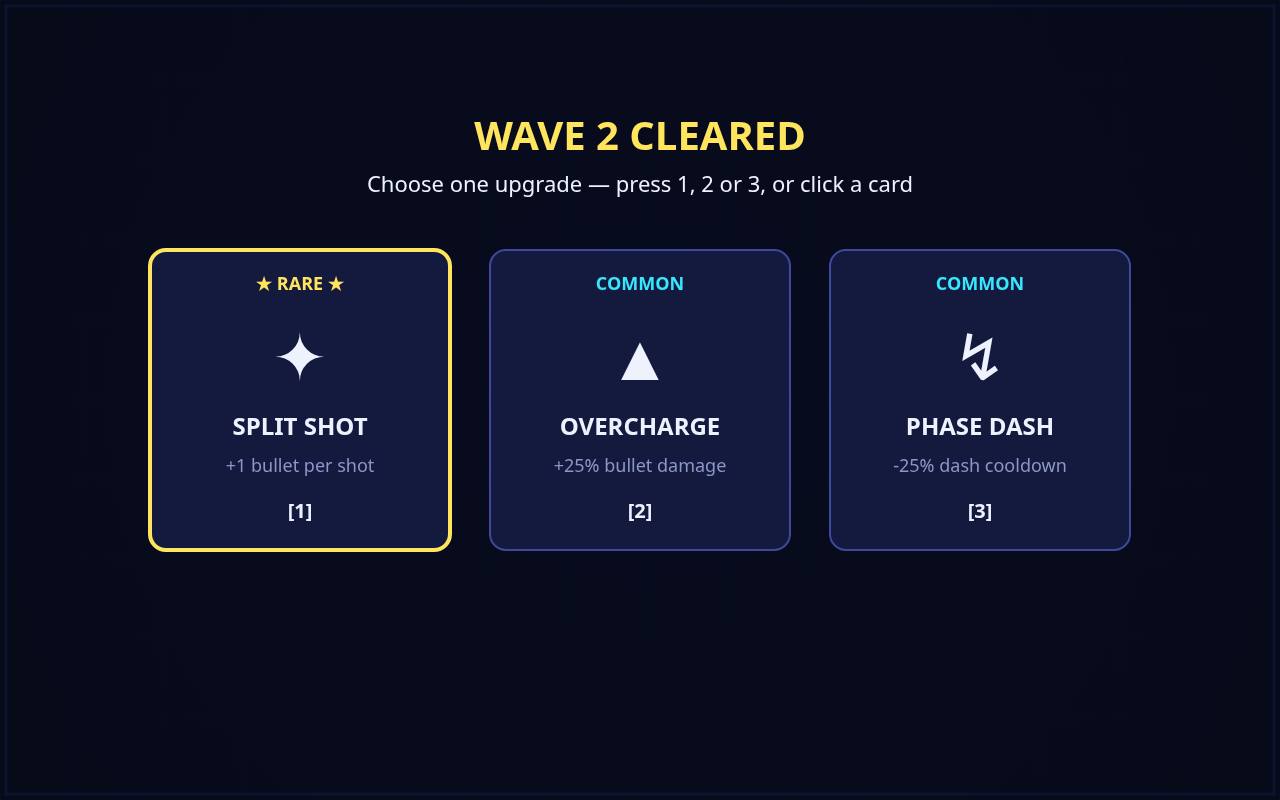 WAVE 2 CLEARED
Choose one upgrade — press 1, 2 or 3, or click a card
★ RARE ★
SPLIT SHOT
+1 bullet per shot
[1]
COMMON
OVERCHARGE
+25% bullet damage
[2]
COMMON
PHASE DASH
-25% dash cooldown
[3]